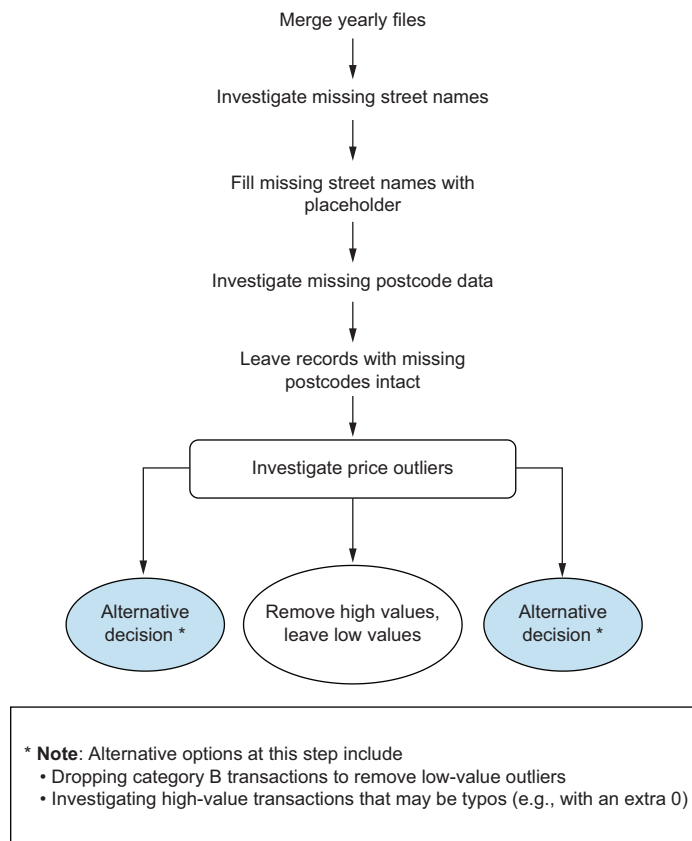 Merge yearly files
Investigate missing street names
Fill missing street names with
placeholder
Investigate missing postcode data
Leave records with missing
postcodes intact
Investigate price outliers
Alternative
decision *
Remove high values,
leave low values
Alternative
decision *
* Note: Alternative options at this step include
• Dropping category B transactions to remove low-value outliers
• Investigating high-value transactions that may be typos (e.g., with an extra 0)